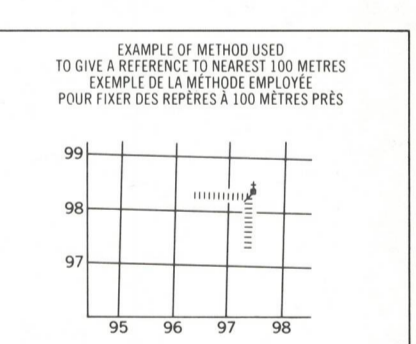 EXAMPLE OF METHOD USED
TO GIVE A REFERENCE TO NEAREST 100 METRES
EXEMPLE DE LA MÉTHODE EMPLOYÉE
POUR FIXER DES REPÈRES À 100 MÈTRES PRÈS
99
98
97
95 96 97 98